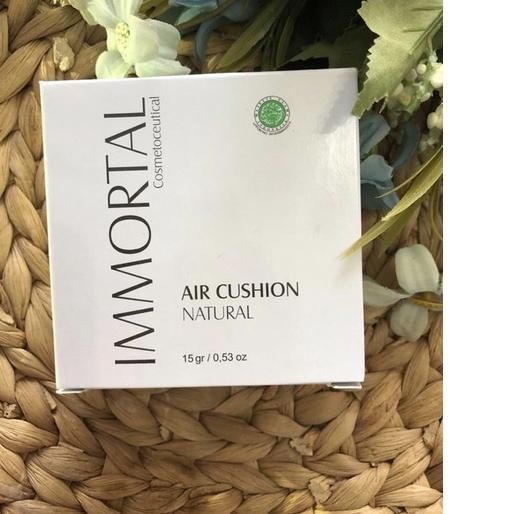 IMMORTAL
Cosmetoceutical
AIR CUSHION
NATURAL
15 gr / 0,53 oz